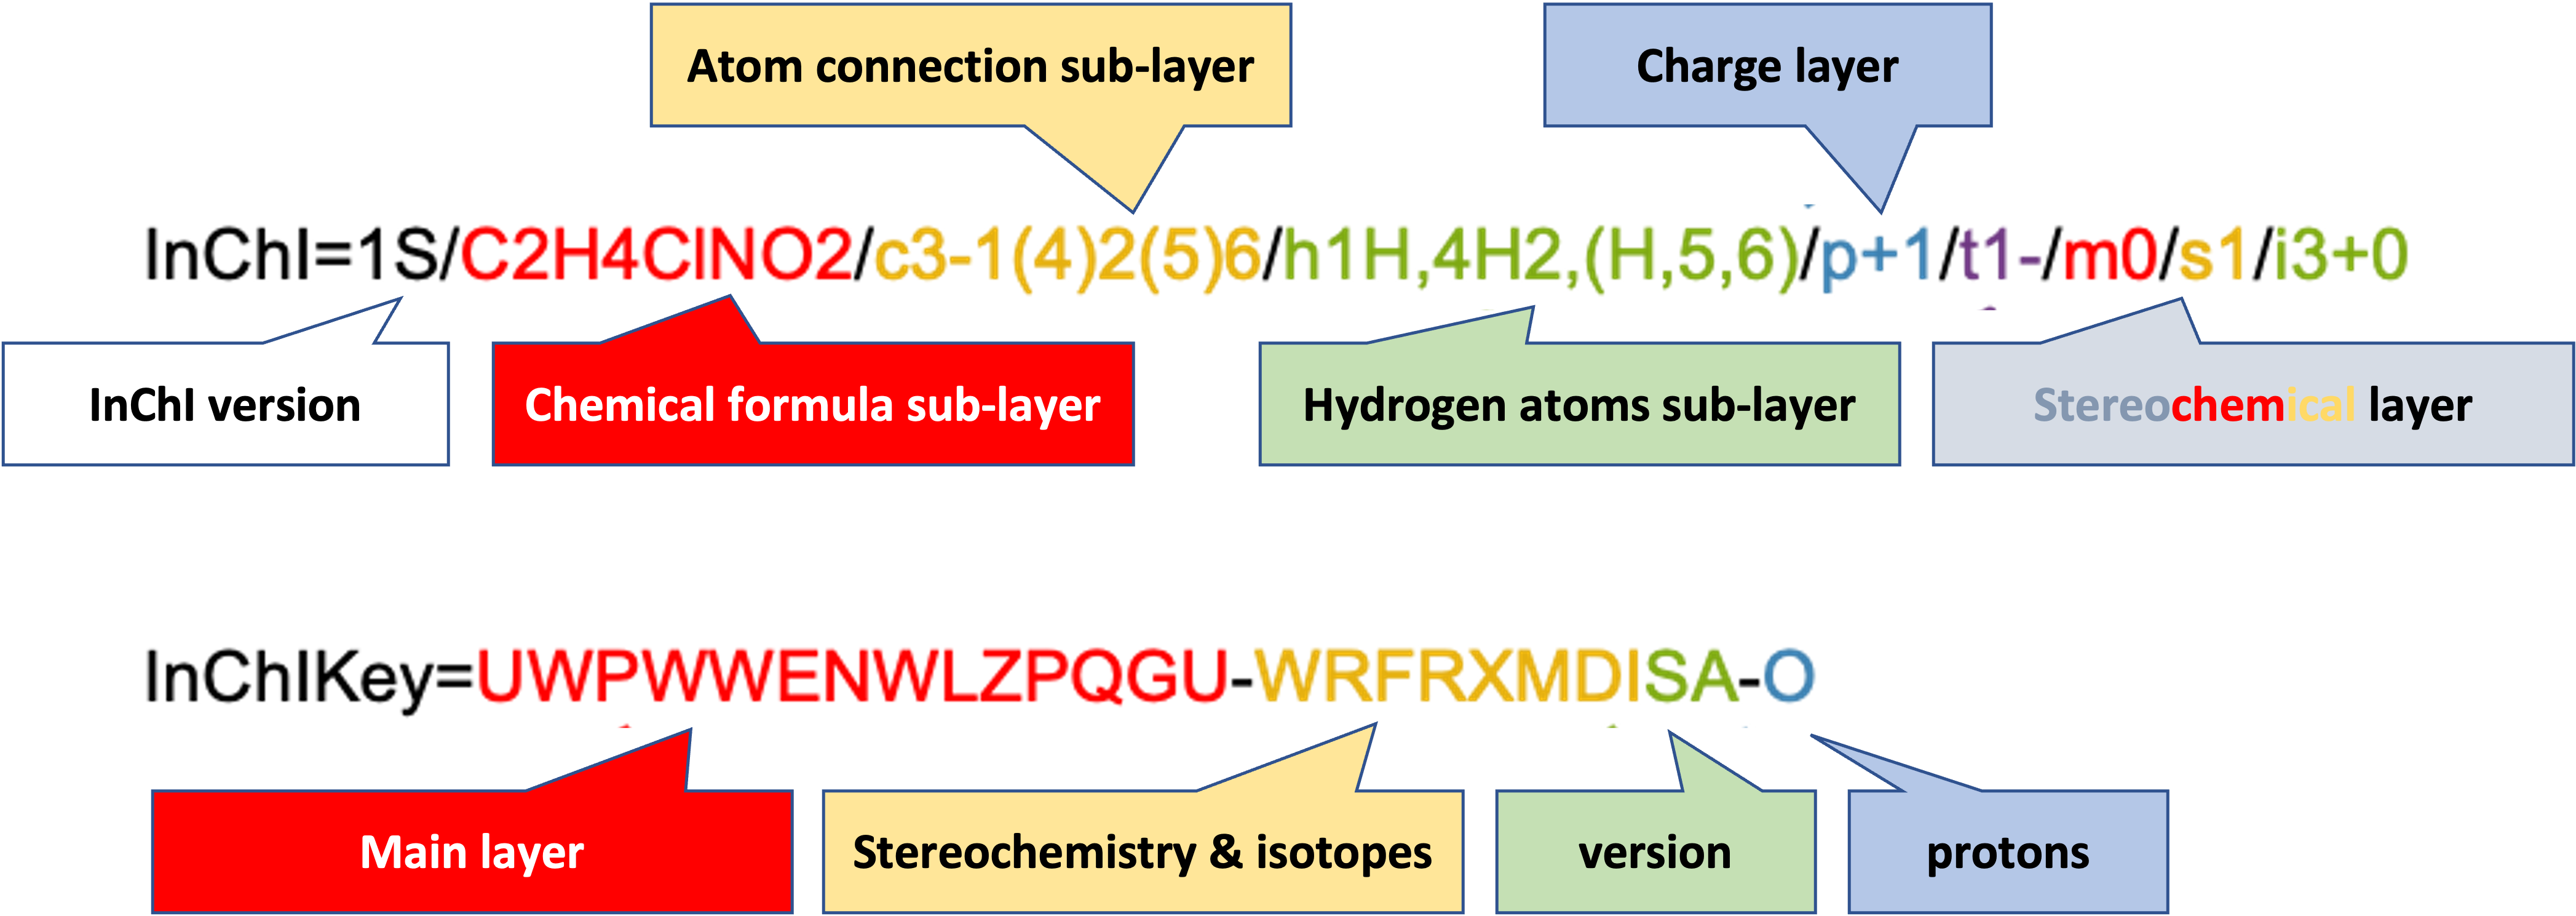 Atom connection sub-layer
Charge layer
InChI=1S/C2H4ClNO2/c3-1(4)2(5)6/h1H,4H2,(H,5,6)/p+1/t1-/m0/s1/i3+0
InChI version
Chemical formula sub-layer
Hydrogen atoms sub-layer
Stereochemical layer
InChIKey=UWPWWENWLZPQGU-WRFRXMDISA-O
Main layer
Stereochemistry & isotopes
version
protons